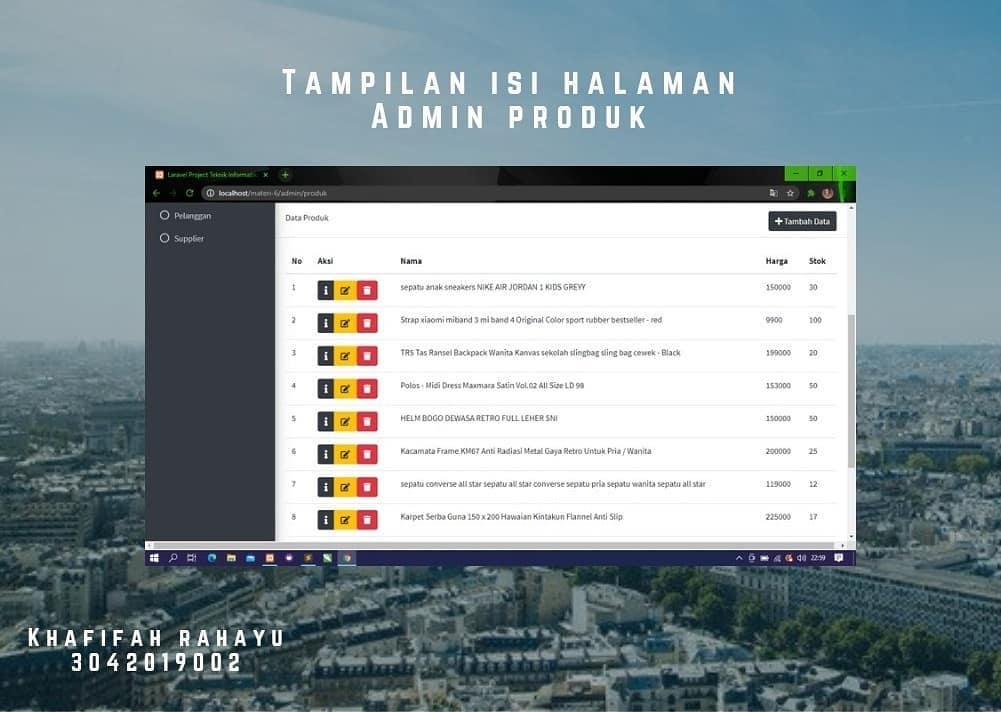 Tampilan isi halaman
Admin produk
Laravel Project Teknik Informati
localhost/materi-6/admin/produk
Pelanggan
Supplier
Data Produk
Tambah Data
No Aksi Nama Harga Stok
1 sepatu anak sneakers NIKE AIR JORDAN 1 KIDS GREYY 150000 30
2 Strap xiaomi miband 3 mi band 4 Original Color sport rubber bestseller - red 9900 100
3 TRS Tas Ransel Backpack Wanita Kanvas sekolah slingbag sling bag cewek - Black 199000 20
4 Polos - Midi Dress Maxmara Satin Vol.02 All Size LD 98 153000 50
5 HELM BOGO DEWASA RETRO FULL LEHER SNI 150000 50
6 Kacamata Frame KM67 Anti Radiasi Metal Gaya Retro Untuk Pria / Wanita 200000 25
7 sepatu converse all star sepatu all star converse sepatu pria sepatu wanita sepatu all star 119000 12
8 Karpet Serba Guna 150 x 200 Hawaian Kintakun Flannel Anti Slip 225000 17
22:59
Khafifah rahayu
3042019002